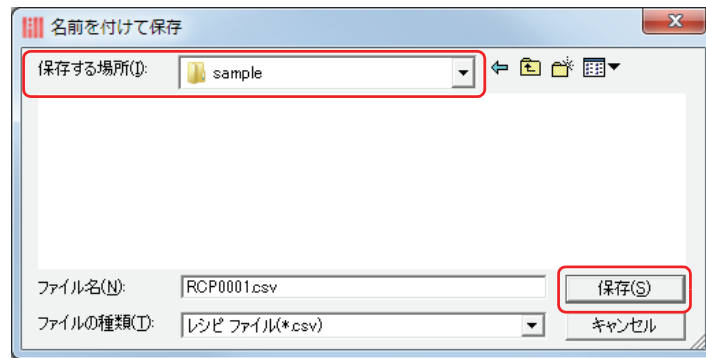 名前を付けて保存
保存する場所(I): sample
ファイル名(N): RCP0001.csv 保存(S)
ファイルの種類(T): レシピ ファイル(*.csv) キャンセル